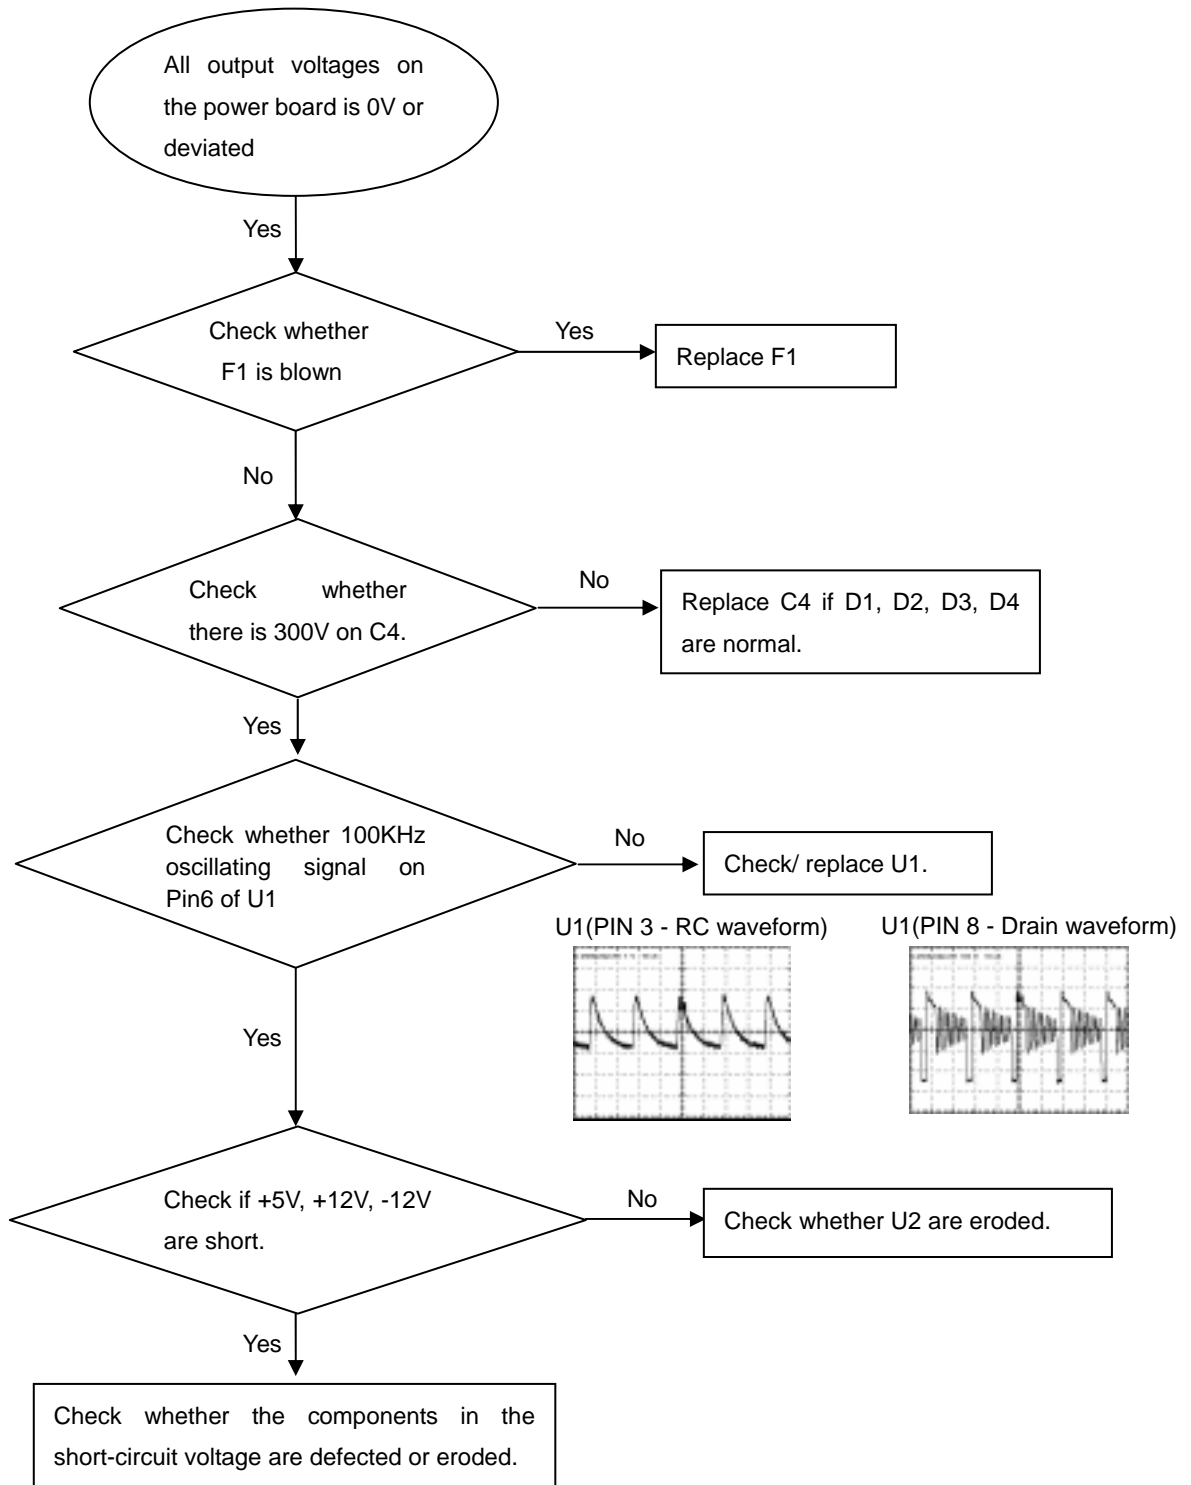 All output voltages on
the power board is 0V or
deviated
Yes
Check whether
F1 is blown
Yes
Replace F1
No
Check whether
there is 300V on C4.
No
Replace C4 if D1, D2, D3, D4
are normal.
Yes
Check whether 100KHz
oscillating signal on
Pin6 of U1
No
Check/ replace U1.
U1(PIN 3 - RC waveform)
U1(PIN 8 - Drain waveform)
Yes
Check if +5V, +12V, -12V
are short.
No
Check whether U2 are eroded.
Yes
Check whether the components in the
short-circuit voltage are defected or eroded.